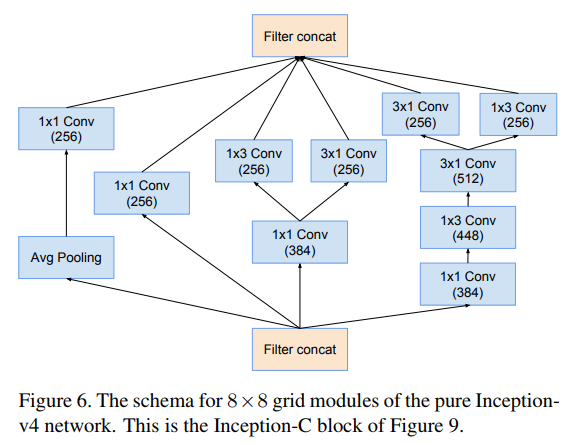 Filter concat
1x1 Conv
(256)
1x1 Conv
(256)
1x3 Conv
(256)
3x1 Conv
(256)
3x1 Conv
(256)
1x3 Conv
(256)
3x1 Conv
(512)
1x3 Conv
(448)
1x1 Conv
(384)
1x1 Conv
(384)
Avg Pooling
Filter concat
Figure 6. The schema for 8×8 grid modules of the pure Inception-
v4 network. This is the Inception-C block of Figure 9.